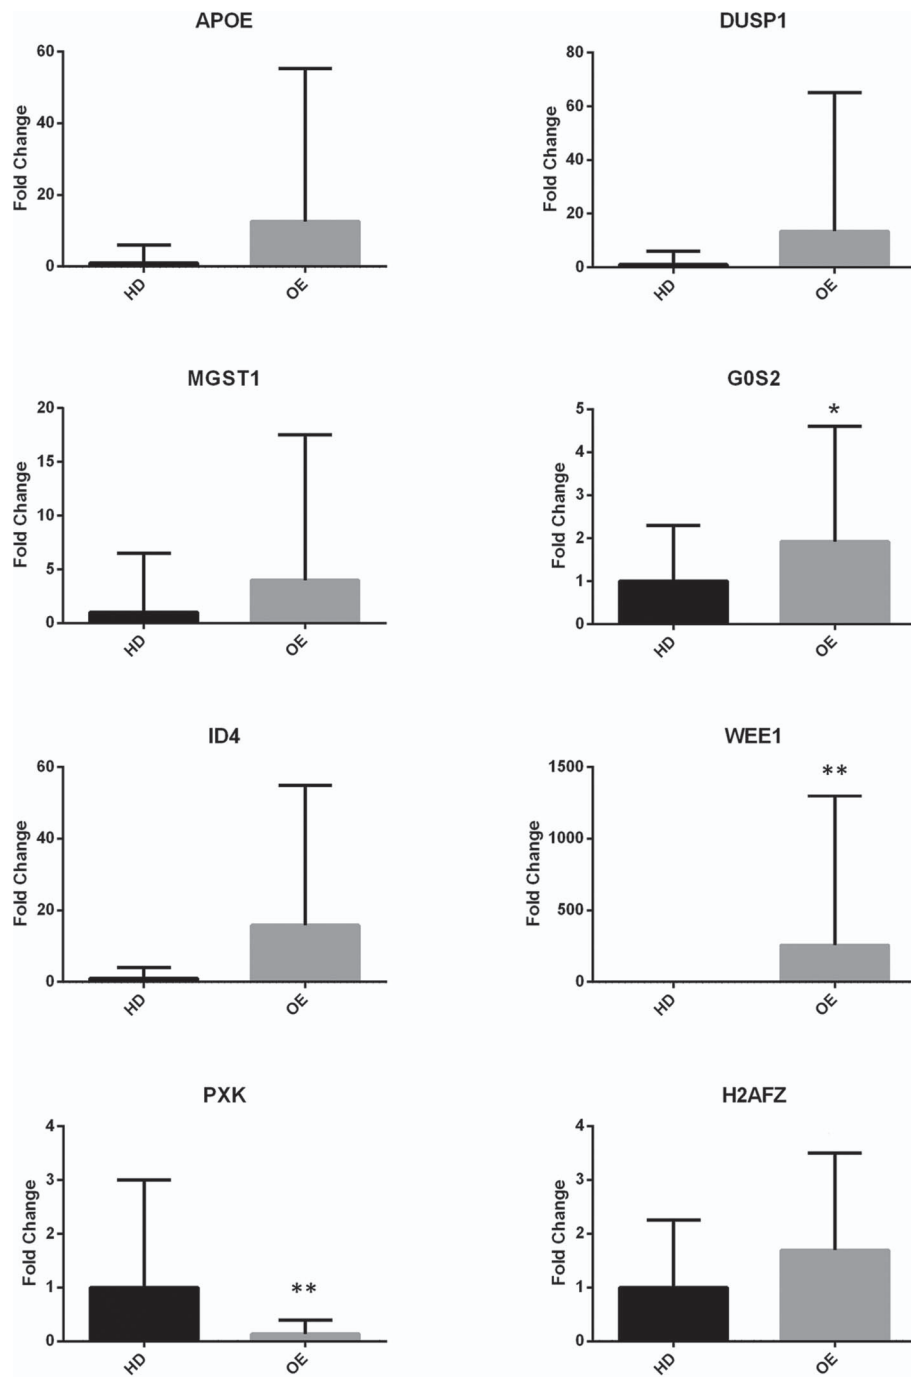 APOE
Fold Change
60
40
20
0
HD
OE
DUSP1
Fold Change
80
60
40
20
0
HD
OE
MGST1
Fold Change
20
15
10
5
0
HD
OE
G0S2
Fold Change
5
4
3
2
1
0
*
HD
OE
ID4
Fold Change
60
40
20
0
HD
OE
WEE1
Fold Change
1500
1000
500
0
**
HD
OE
PXK
Fold Change
4
3
2
1
0
**
HD
OE
H2AFZ
Fold Change
4
3
2
1
0
HD
OE